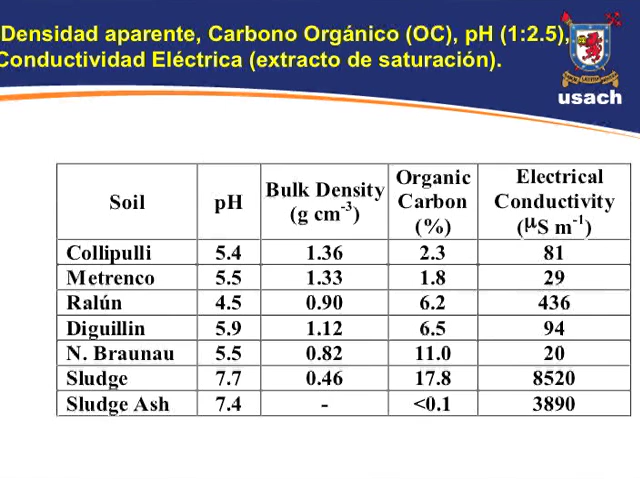 Densidad aparente, Carbono Orgánico (OC), pH (1:2.5),
Conductividad Eléctrica (extracto de saturación).
usach
Soil pH Bulk Density (g cm-3) Organic Carbon (%) Electrical Conductivity (µS m-1)
Collipulli 5.4 1.36 2.3 81
Metrenco 5.5 1.33 1.8 29
Ralún 4.5 0.90 6.2 436
Diguillin 5.9 1.12 6.5 94
N. Braunau 5.5 0.82 11.0 20
Sludge 7.7 0.46 17.8 8520
Sludge Ash 7.4 - <0.1 3890